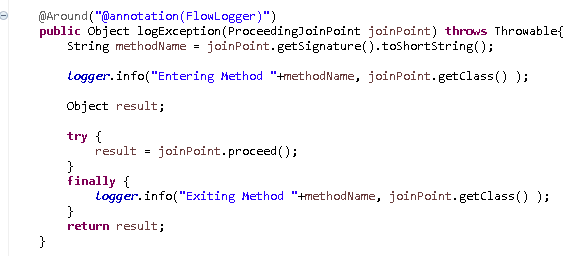 @Around("@annotation(FlowLogger)")
public Object logException(ProceedingJoinPoint joinPoint) throws Throwable{
String methodName = joinPoint.getSignature().toShortString();
logger.info("Entering Method "+methodName, joinPoint.getClass() );
Object result;
try {
result = joinPoint.proceed();
}
finally {
logger.info("Exiting Method "+methodName, joinPoint.getClass() );
}
return result;
}